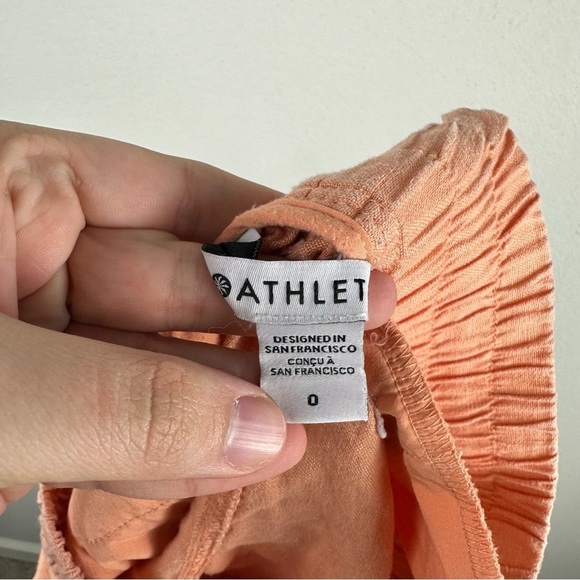 ATHLET
DESIGNED IN
SAN FRANCISCO
CONÇU À
SAN FRANCISCO
0